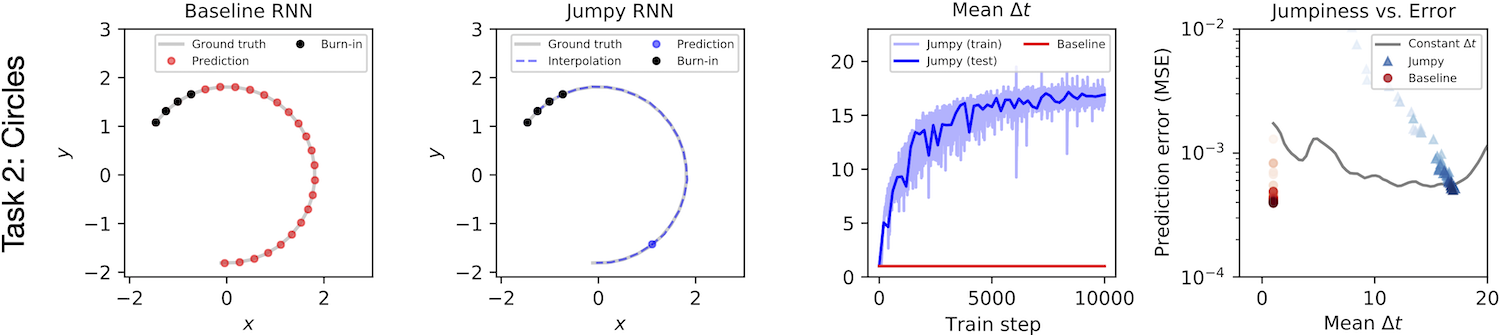 Task 2: Circles
Baseline RNN
Ground truth
Prediction
Burn-in
3
2
1
0
−1
−2
y
−2
0
2
x
Jumpy RNN
Ground truth
Interpolation
Prediction
Burn-in
3
2
1
0
−1
−2
y
−2
0
2
x
Mean Δt
Jumpy (train)
Jumpy (test)
Baseline
20
15
10
5
0
0
5000
10000
Train step
Jumpiness vs. Error
Constant Δt
Jumpy
Baseline
10⁻²
10⁻³
10⁻⁴
Prediction error (MSE)
0
10
20
Mean Δt